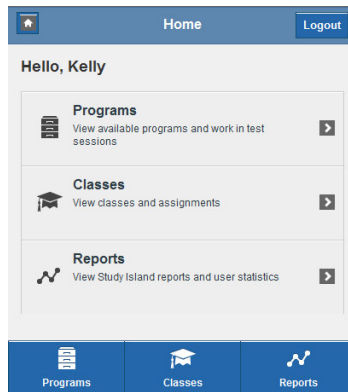 Home
Logout
Hello, Kelly
Programs
View available programs and work in test
sessions
Classes
View classes and assignments
Reports
View Study Island reports and user statistics
Programs
Classes
Reports